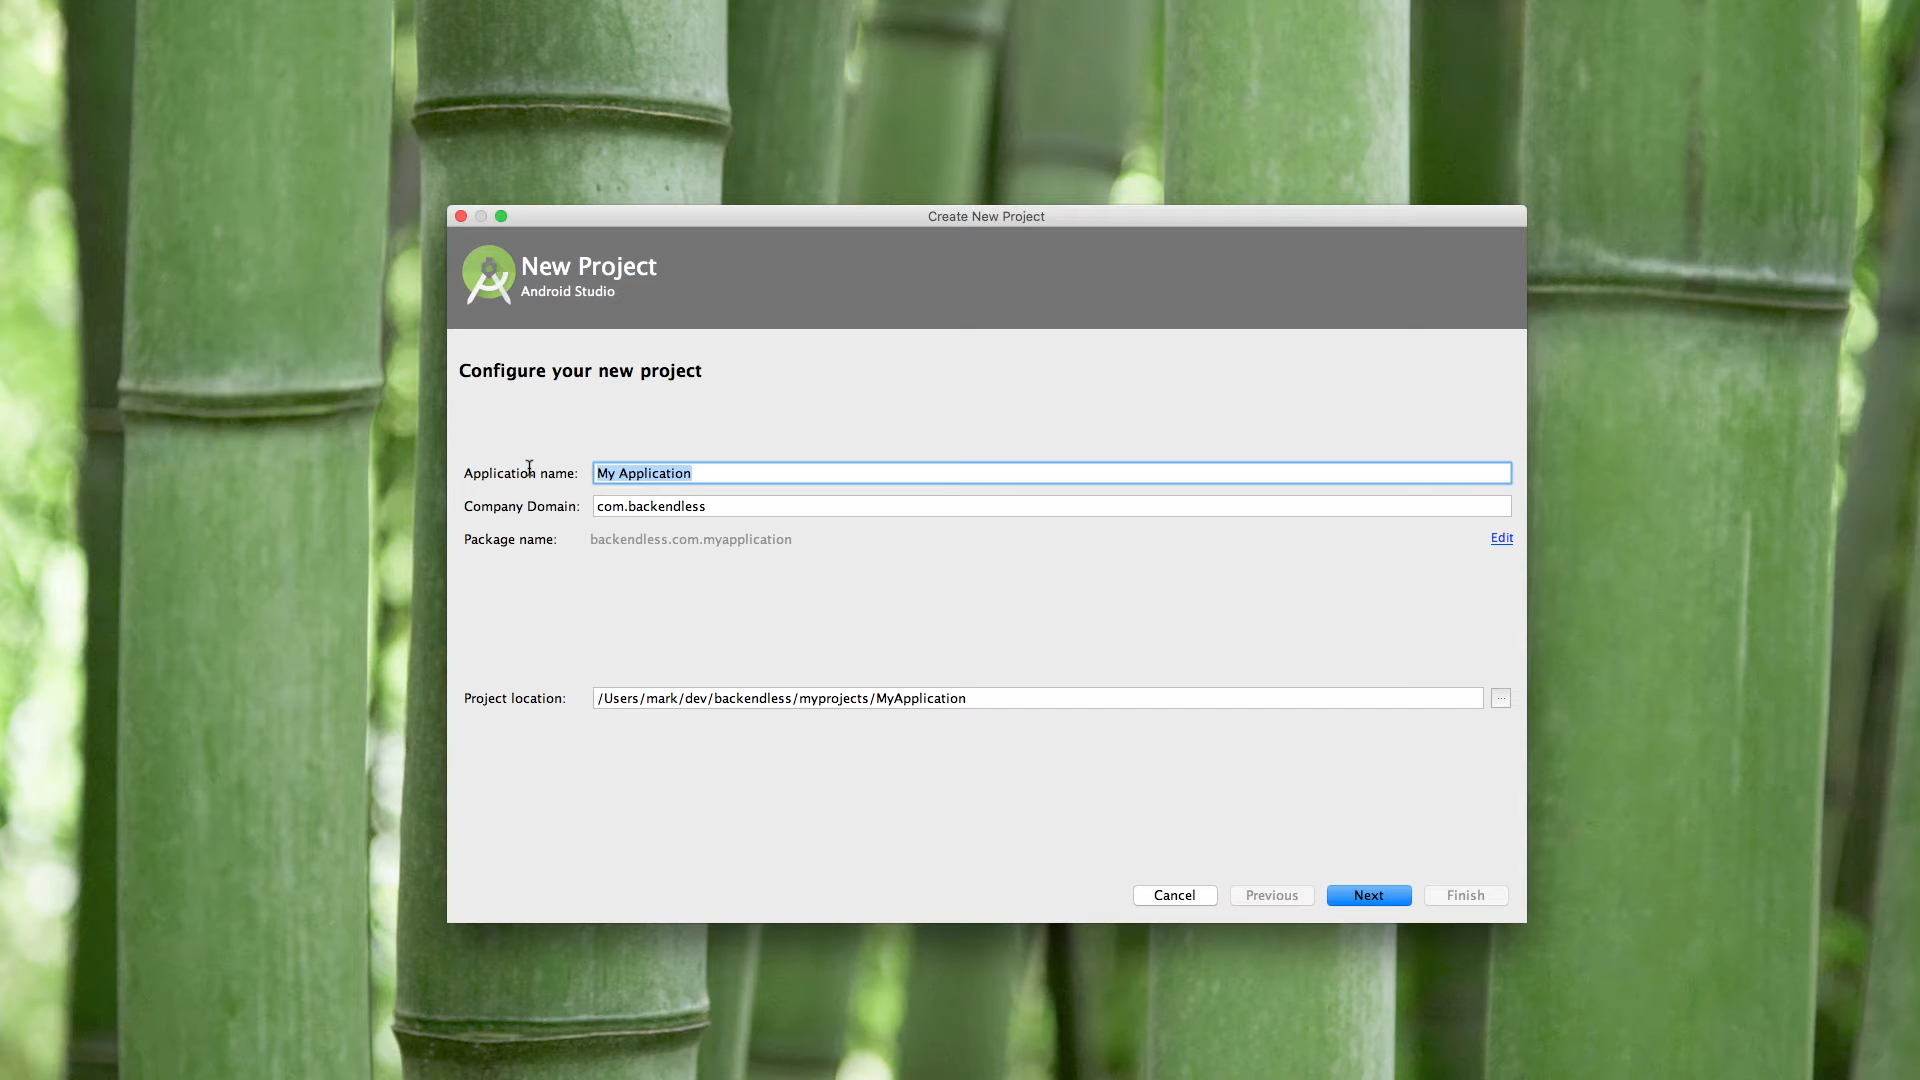 Create New Project
New Project
Android Studio
Configure your new project
Application name: My Application
Company Domain: com.backendless
Package name: backendless.com.myapplication Edit
Project location: /Users/mark/dev/backendless/myprojects/MyApplication ...
Cancel Previous Next Finish